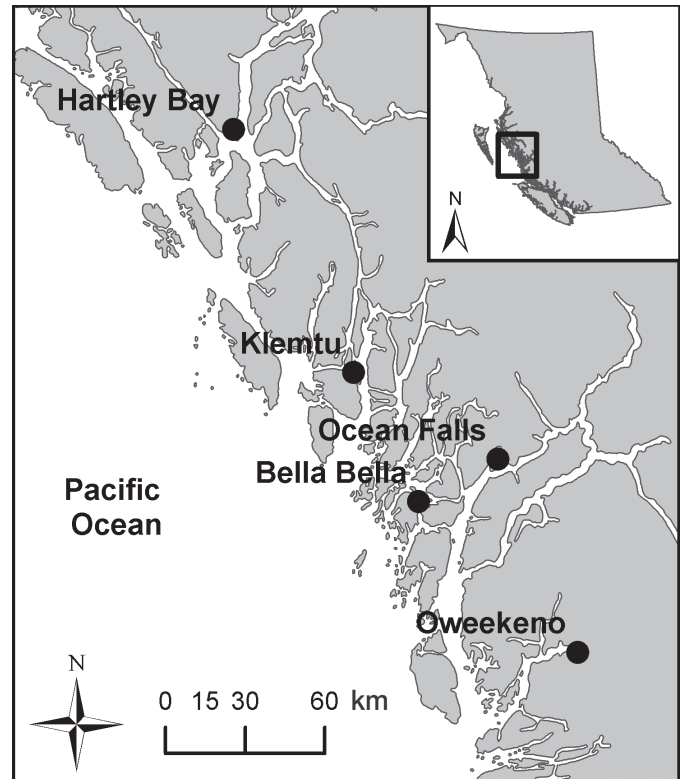 Hartley Bay
N
Klemtu
Ocean Falls
Bella Bella
Pacific
Ocean
Oweekeno
N
0 15 30 60 km